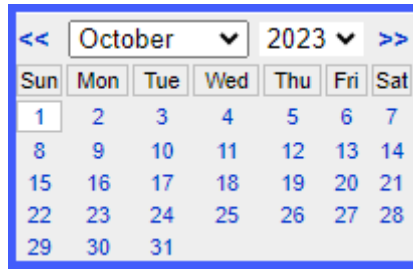 << October 2023 >>
Sun Mon Tue Wed Thu Fri Sat
1 2 3 4 5 6 7
8 9 10 11 12 13 14
15 16 17 18 19 20 21
22 23 24 25 26 27 28
29 30 31